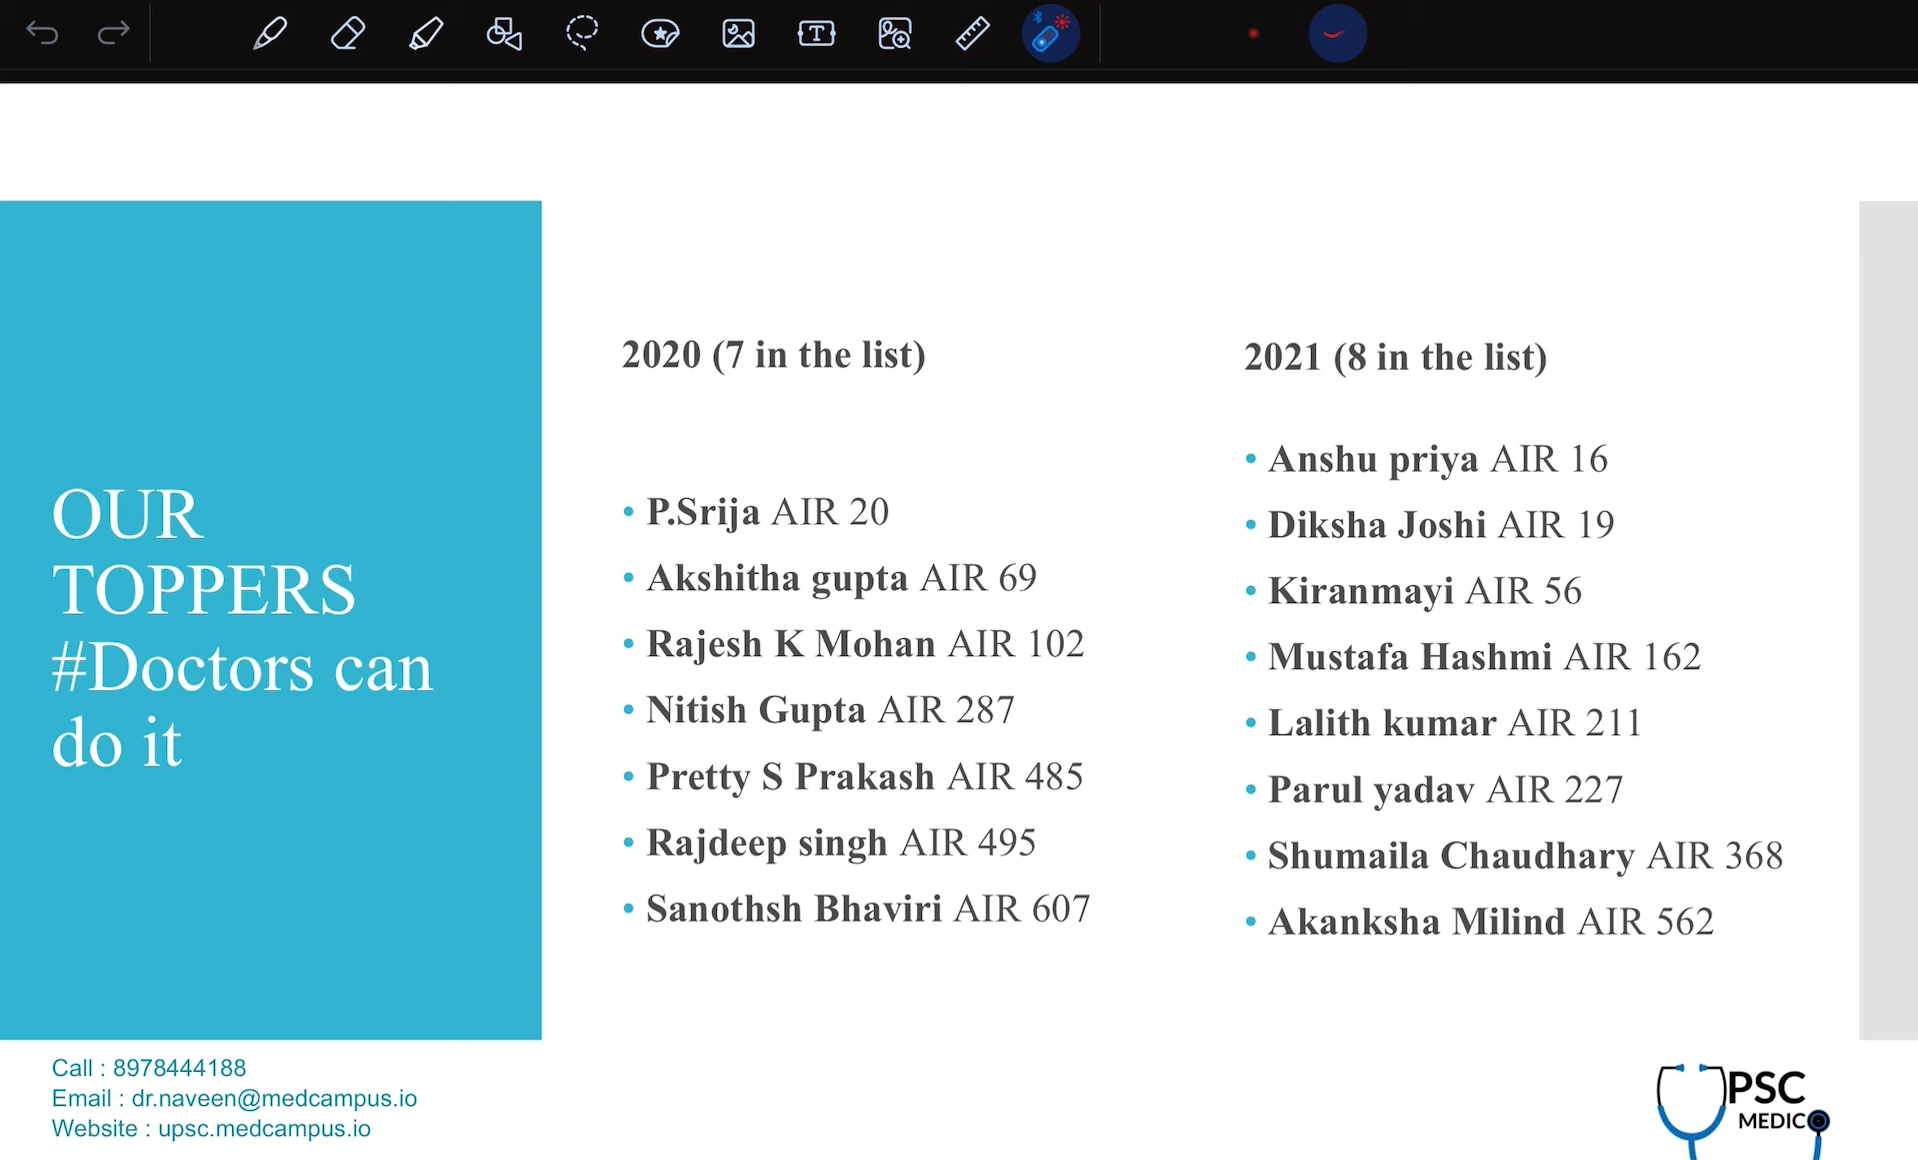 OUR
TOPPERS
#Doctors can
do it
2020 (7 in the list)
• P.Srija AIR 20
• Akshitha gupta AIR 69
• Rajesh K Mohan AIR 102
• Nitish Gupta AIR 287
• Pretty S Prakash AIR 485
• Rajdeep singh AIR 495
• Sanothsh Bhaviri AIR 607
2021 (8 in the list)
• Anshu priya AIR 16
• Diksha Joshi AIR 19
• Kiranmayi AIR 56
• Mustafa Hashmi AIR 162
• Lalith kumar AIR 211
• Parul yadav AIR 227
• Shumaila Chaudhary AIR 368
• Akanksha Milind AIR 562
Call : 8978444188
Email : dr.naveen@medcampus.io
Website : upsc.medcampus.io
UPSC
MEDICO